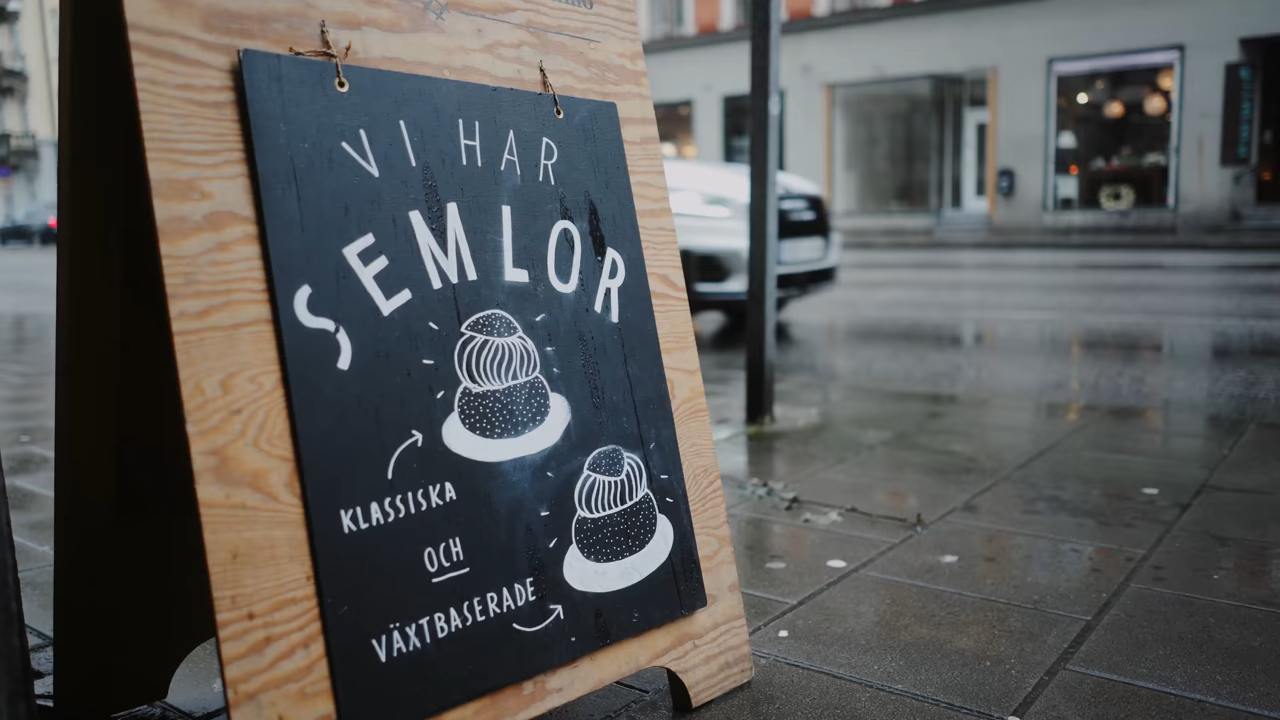 VI HAR
SEMLOR
KLASSISKA
OCH
VÄXTBASERADE